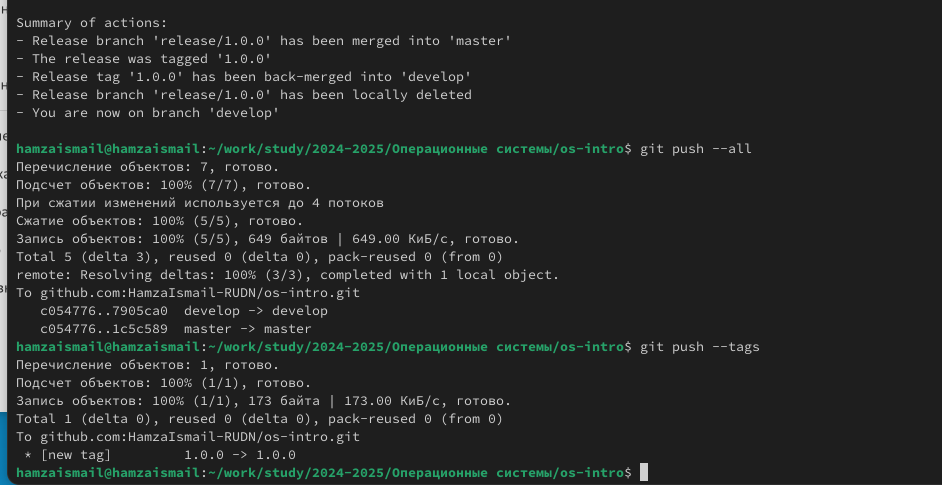 Summary of actions:
- Release branch 'release/1.0.0' has been merged into 'master'
- The release was tagged '1.0.0'
- Release tag '1.0.0' has been back-merged into 'develop'
- Release branch 'release/1.0.0' has been locally deleted
- You are now on branch 'develop'
hamzaismail@hamzaismail:~/work/study/2024-2025/Операционные системы/os-intro$ git push --all
Перечисление объектов: 7, готово.
Подсчет объектов: 100% (7/7), готово.
При сжатии изменений используется до 4 потоков
Сжатие объектов: 100% (5/5), готово.
Запись объектов: 100% (5/5), 649 байтов | 649.00 КиБ/с, готово.
Total 5 (delta 3), reused 0 (delta 0), pack-reused 0 (from 0)
remote: Resolving deltas: 100% (3/3), completed with 1 local object.
To github.com:HamzaIsmail-RUDN/os-intro.git
   c054776..7905ca0  develop -> develop
   c054776..1c5c589  master -> master
hamzaismail@hamzaismail:~/work/study/2024-2025/Операционные системы/os-intro$ git push --tags
Перечисление объектов: 1, готово.
Подсчет объектов: 100% (1/1), готово.
Запись объектов: 100% (1/1), 173 байта | 173.00 КиБ/с, готово.
Total 1 (delta 0), reused 0 (delta 0), pack-reused 0 (from 0)
To github.com:HamzaIsmail-RUDN/os-intro.git
 * [new tag]         1.0.0 -> 1.0.0
hamzaismail@hamzaismail:~/work/study/2024-2025/Операционные системы/os-intro$